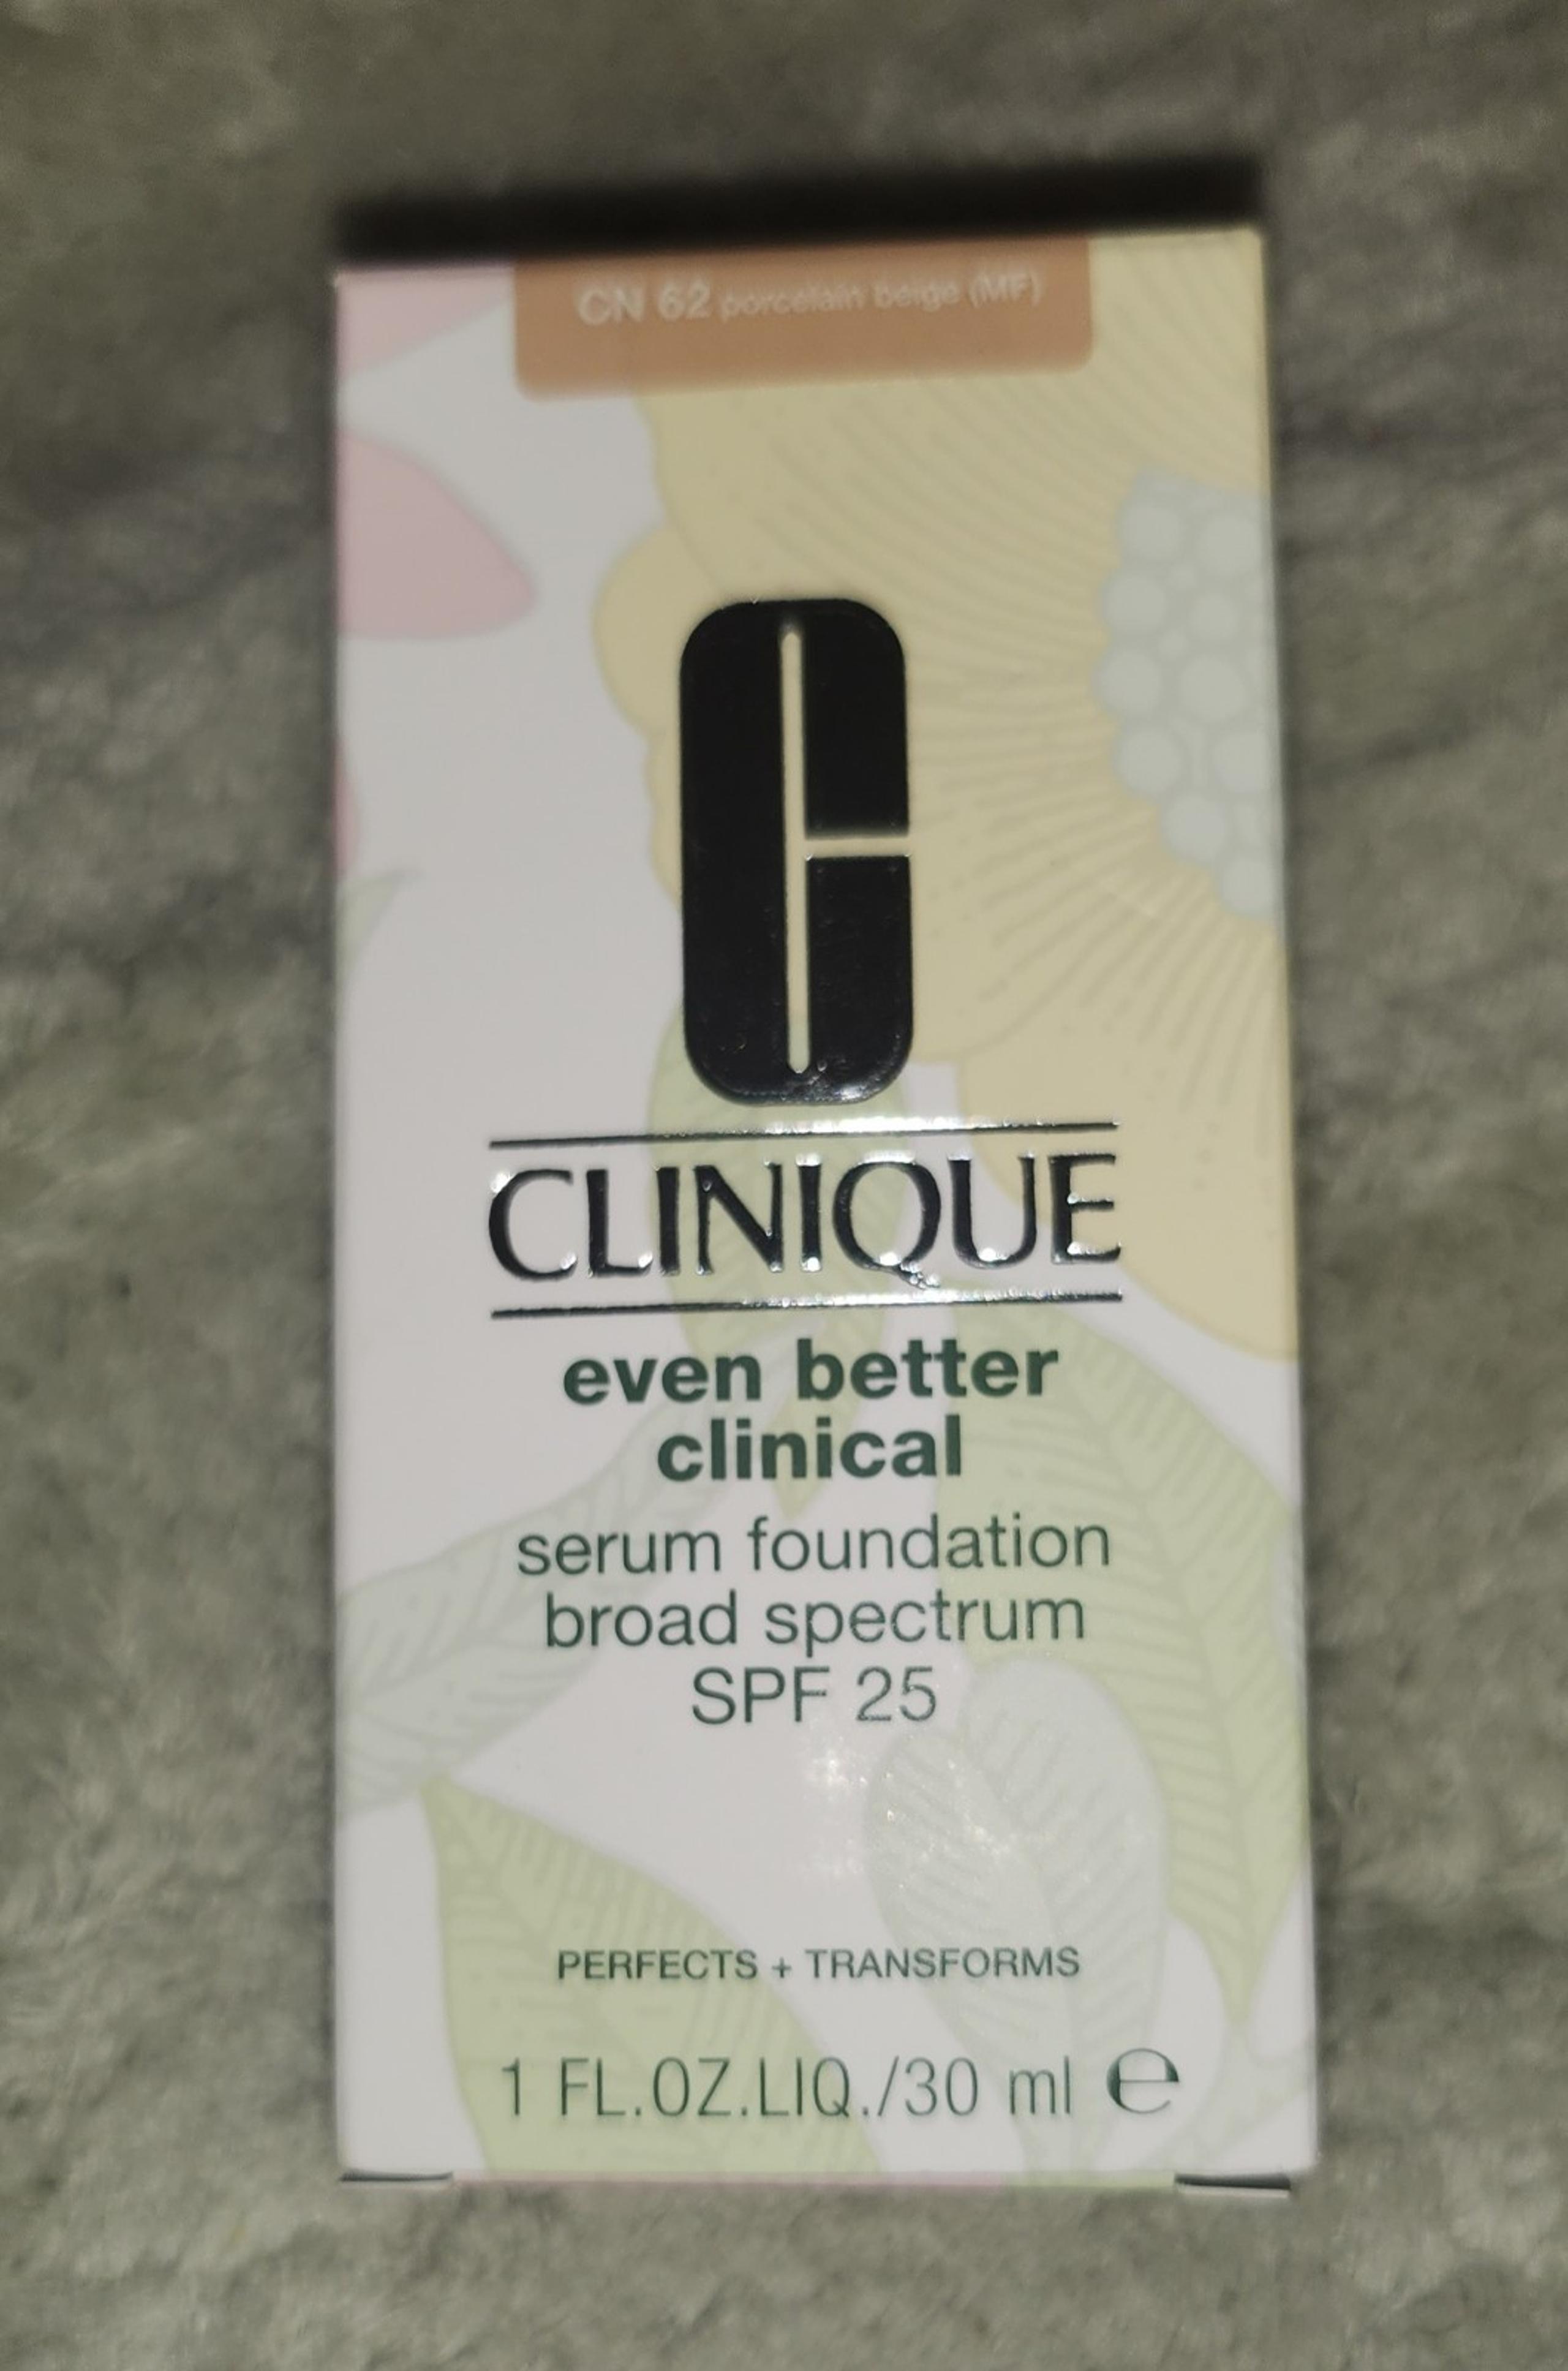 CN 62 porcelain beige (MF)
C
CLINIQUE
even better
clinical
serum foundation
broad spectrum
SPF 25
PERFECTS + TRANSFORMS
1 FL.OZ.LIQ./30 ml ℮